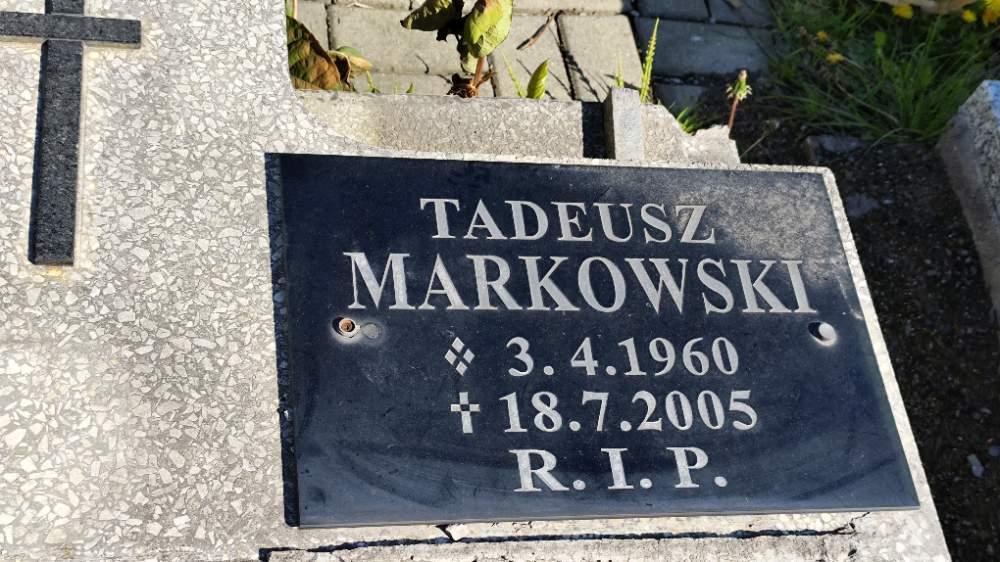 TADEUSZ
MARKOWSKI
3. 4.1960
18.7.2005
R. I. P.